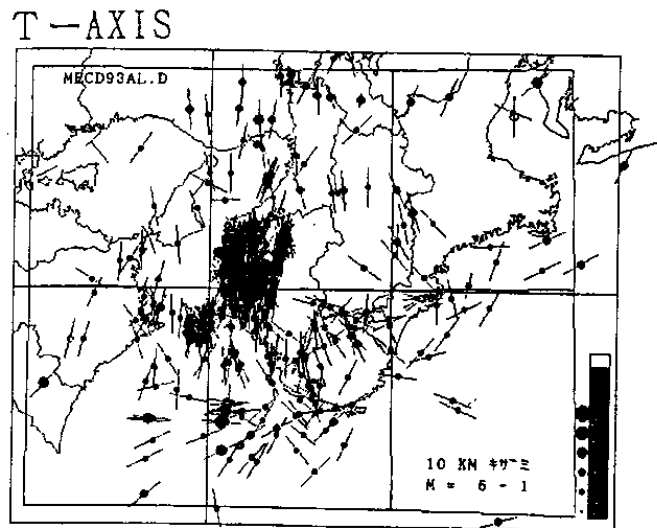 T-AXIS
MECD93AL.D
10 KM キザミ
M = 6 - 1